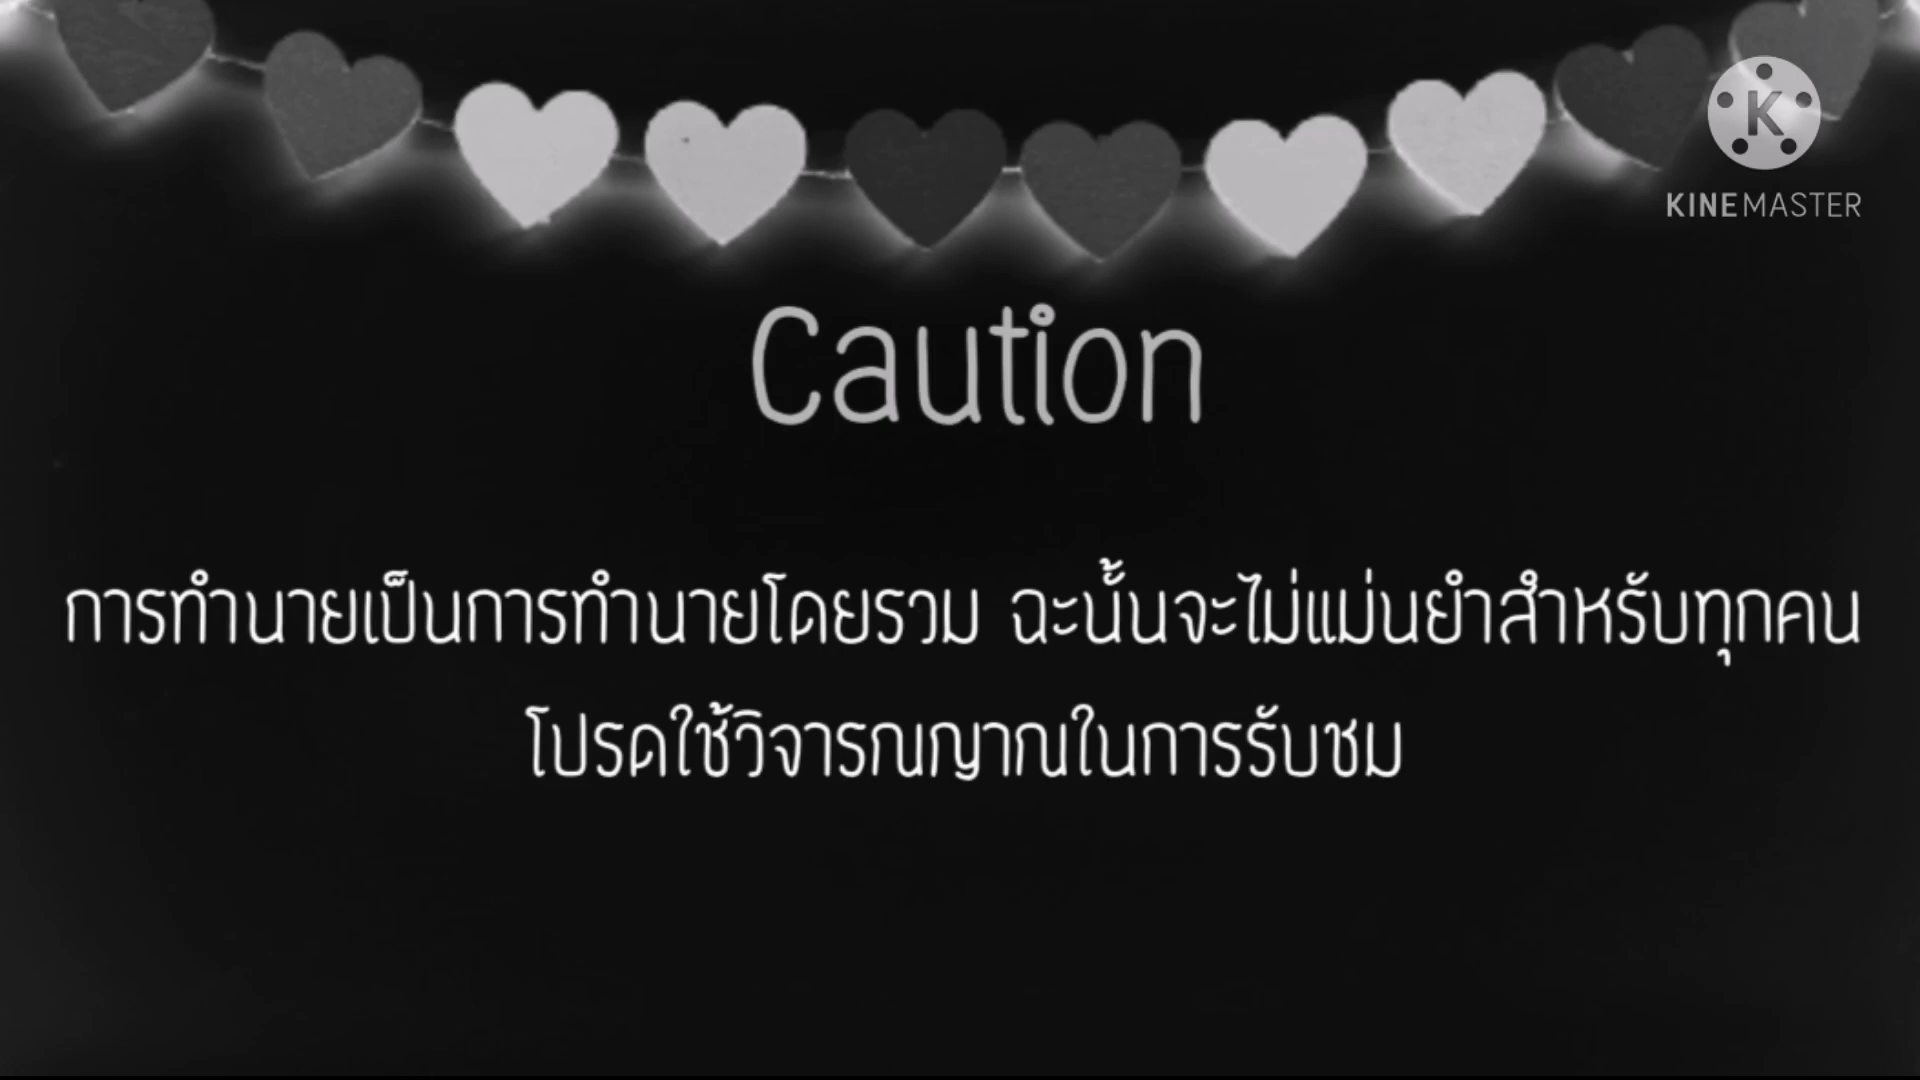 KINEMASTER
Caution
การทำนายเป็นการทำนายโดยรวม ฉะนั้นจะไม่แม่นยำสำหรับทุกคน
โปรดใช้วิจารณญาณในการรับชม